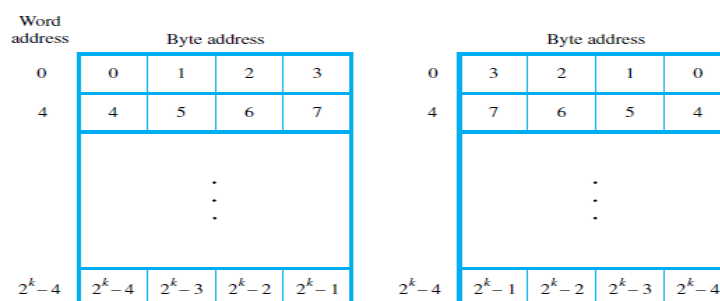 Word
address Byte address Byte address
0 0 1 2 3 0 3 2 1 0
4 4 5 6 7 4 7 6 5 4
2^k – 4 2^k – 4 2^k – 3 2^k – 2 2^k – 1 2^k – 4 2^k – 1 2^k – 2 2^k – 3 2^k – 4